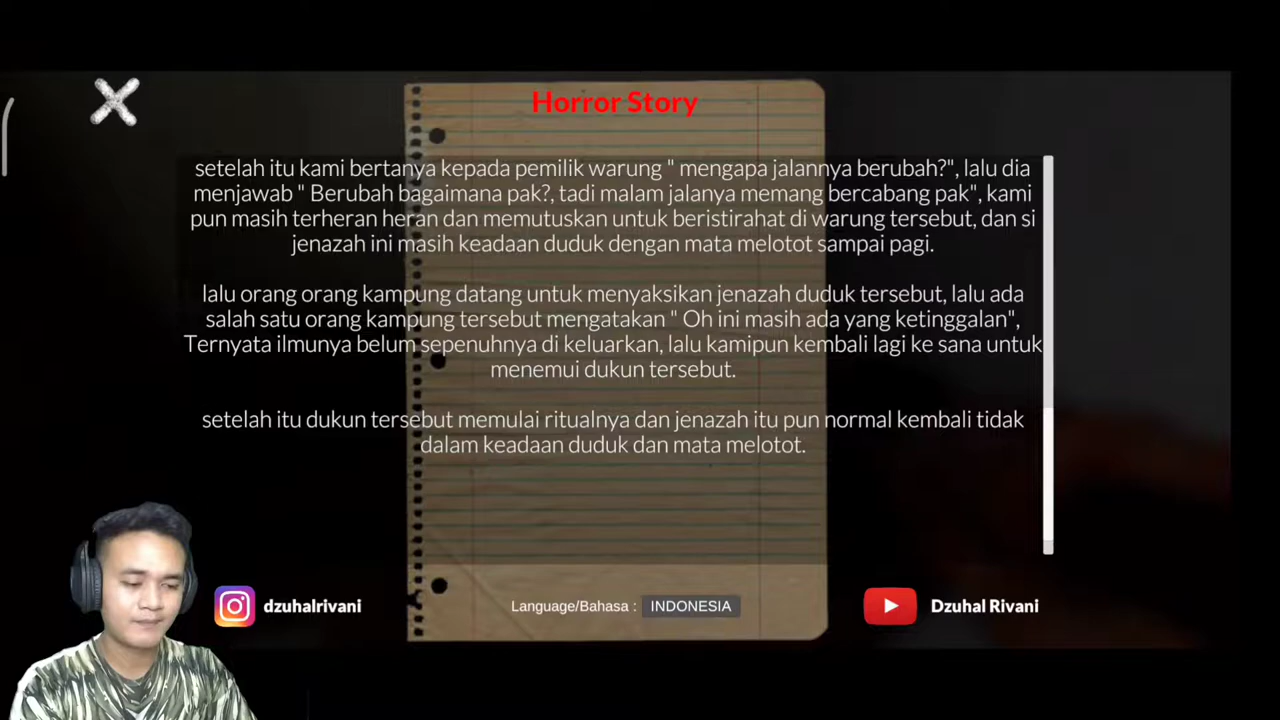 Horror Story
setelah itu kami bertanya kepada pemilik warung " mengapa jalannya berubah?", lalu dia
menjawab " Berubah bagaimana pak?, tadi malam jalanya memang bercabang pak", kami
pun masih terheran heran dan memutuskan untuk beristirahat di warung tersebut, dan si
jenazah ini masih keadaan duduk dengan mata melotot sampai pagi.
lalu orang orang kampung datang untuk menyaksikan jenazah duduk tersebut, lalu ada
salah satu orang kampung tersebut mengatakan " Oh ini masih ada yang ketinggalan",
Ternyata ilmunya belum sepenuhnya di keluarkan, lalu kamipun kembali lagi ke sana untuk
menemui dukun tersebut.
setelah itu dukun tersebut memulai ritualnya dan jenazah itu pun normal kembali tidak
dalam keadaan duduk dan mata melotot.
dzuhalrivani
Language/Bahasa : INDONESIA
Dzuhal Rivani